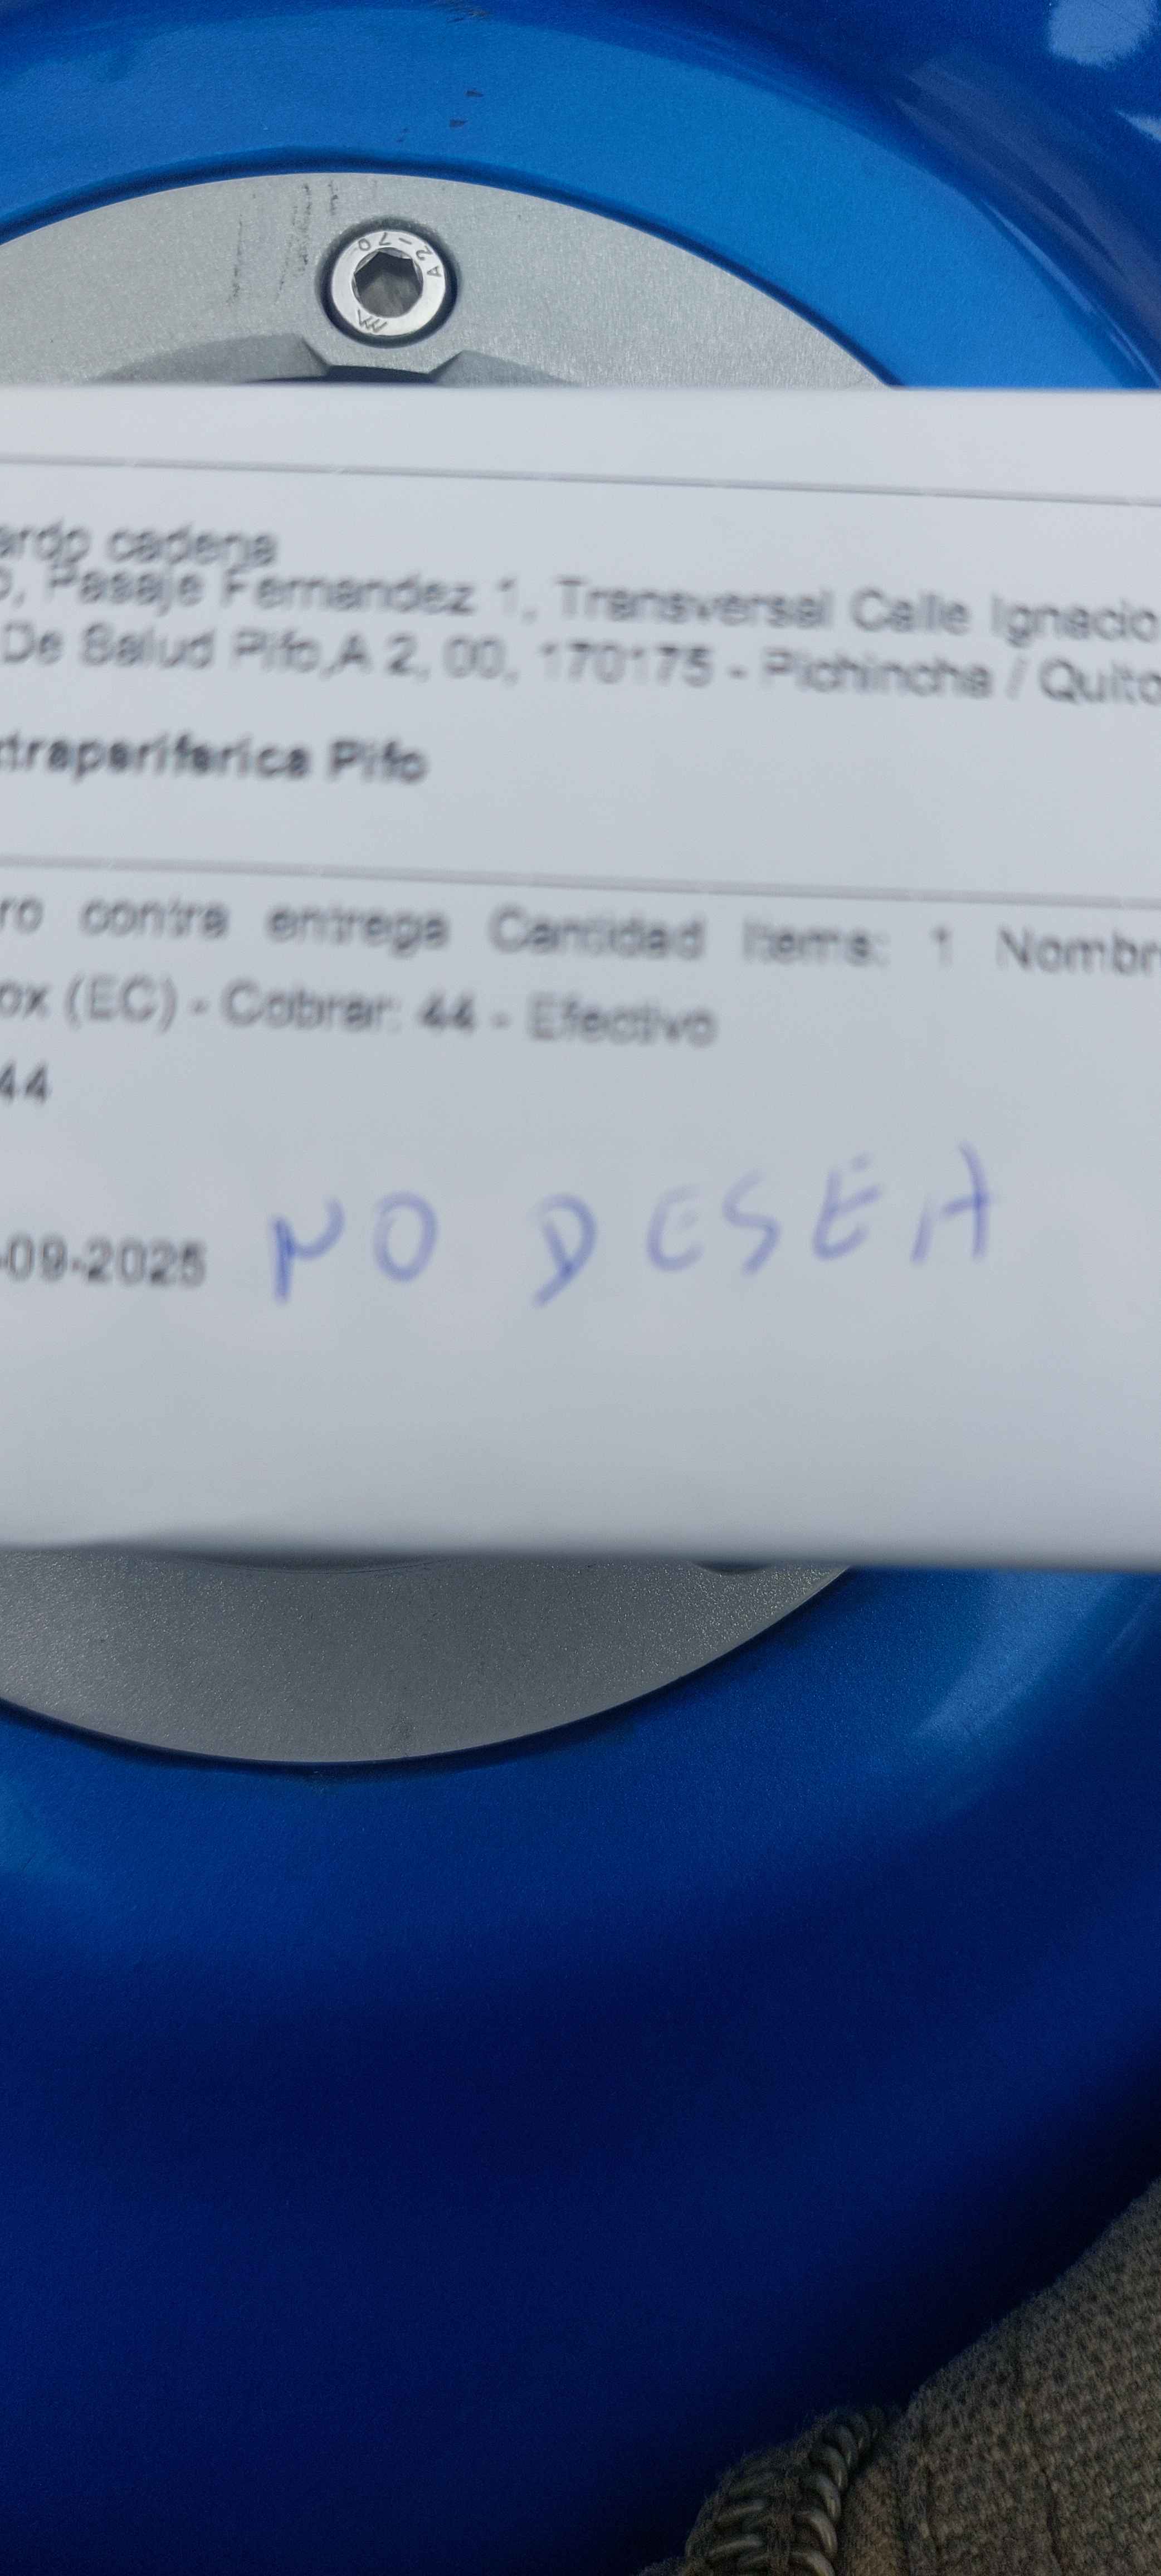 A2-70
ardo cadena
o, Pasaje Fernandez 1, Transversal Calle Ignacio
De Salud Pifo,A 2, 00, 170175 - Pichincha / Quito
xtraperiferica Pifo
ro contra entrega Cantidad Items: 1 Nombr
ox (EC) - Cobrar: 44 - Efectivo
44
-09-2025 NO DESEA